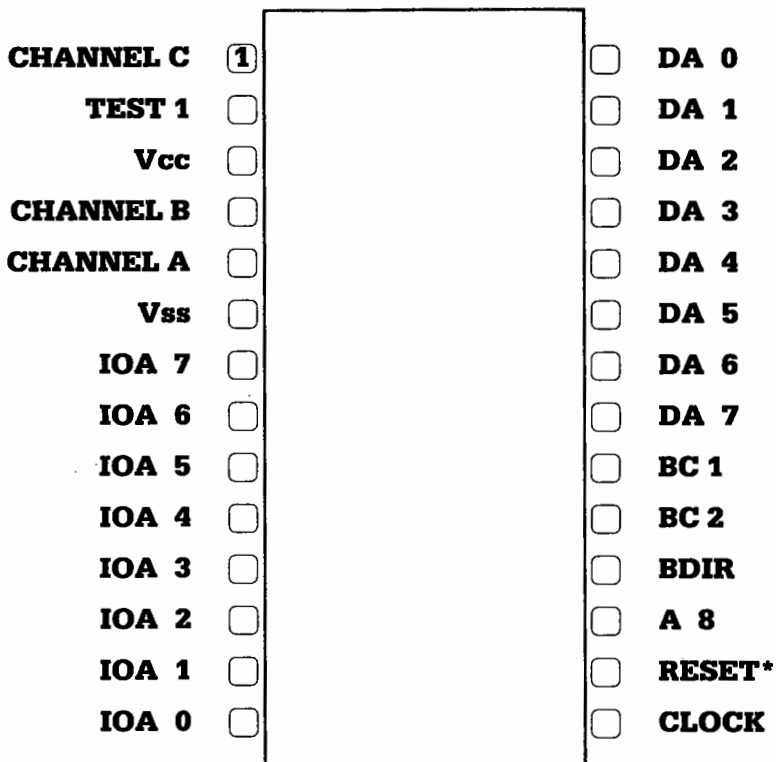 CHANNEL C 1 DA 0
TEST 1 DA 1
Vcc DA 2
CHANNEL B DA 3
CHANNEL A DA 4
Vss DA 5
IOA 7 DA 6
IOA 6 DA 7
IOA 5 BC 1
IOA 4 BC 2
IOA 3 BDIR
IOA 2 A 8
IOA 1 RESET*
IOA 0 CLOCK